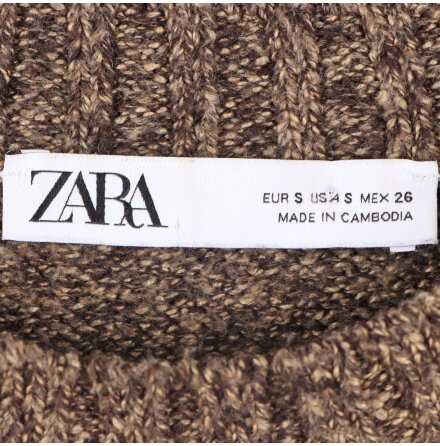 ZARA
EUR S USA S MEX 26
MADE IN CAMBODIA